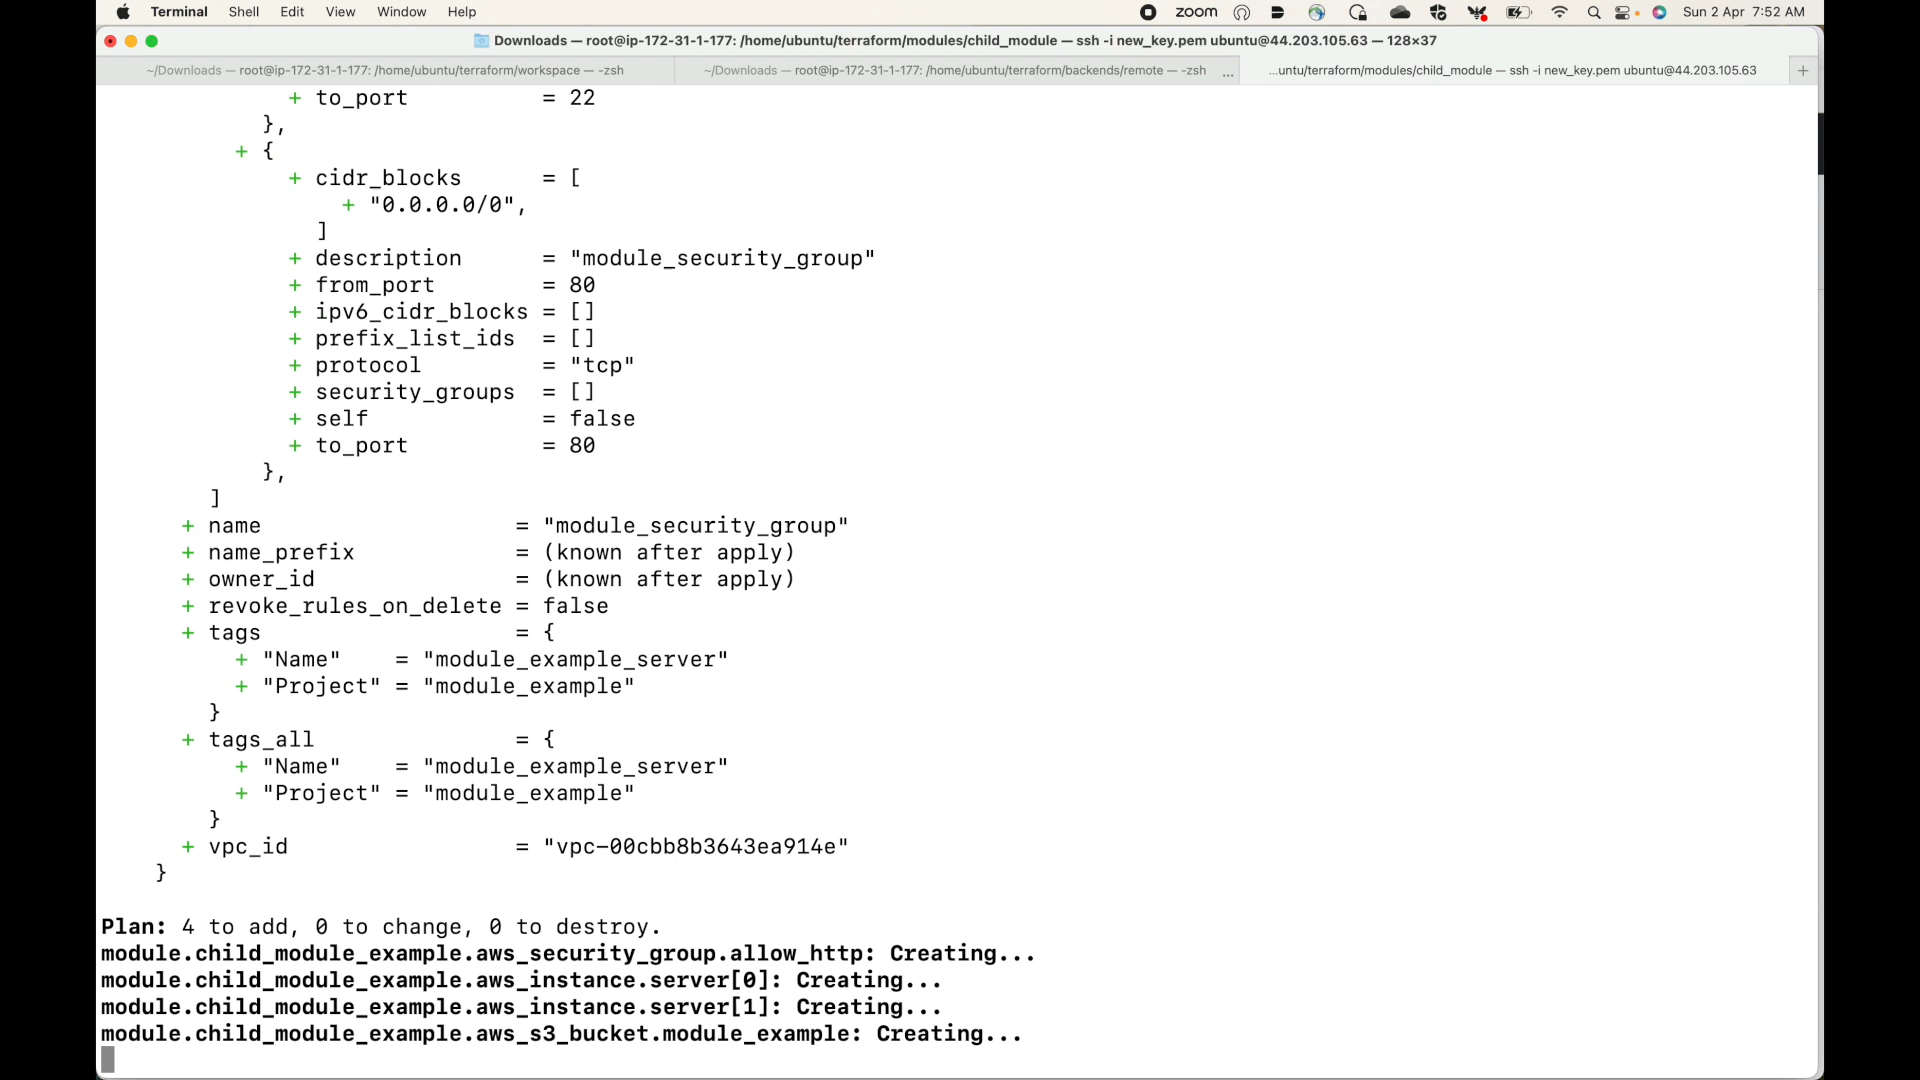 Terminal Shell Edit View Window Help zoom Sun 2 Apr 7:52 AM
Downloads — root@ip-172-31-1-177: /home/ubuntu/terraform/modules/child_module — ssh -i new_key.pem ubuntu@44.203.105.63 — 128×37
~/Downloads — root@ip-172-31-1-177: /home/ubuntu/terraform/workspace — -zsh ~/Downloads — root@ip-172-31-1-177: /home/ubuntu/terraform/backends/remote — -zsh ... ...untu/terraform/modules/child_module — ssh -i new_key.pem ubuntu@44.203.105.63 +
+ to_port = 22
},
+ {
+ cidr_blocks = [
+ "0.0.0.0/0",
]
+ description = "module_security_group"
+ from_port = 80
+ ipv6_cidr_blocks = []
+ prefix_list_ids = []
+ protocol = "tcp"
+ security_groups = []
+ self = false
+ to_port = 80
},
]
+ name = "module_security_group"
+ name_prefix = (known after apply)
+ owner_id = (known after apply)
+ revoke_rules_on_delete = false
+ tags = {
+ "Name" = "module_example_server"
+ "Project" = "module_example"
}
+ tags_all = {
+ "Name" = "module_example_server"
+ "Project" = "module_example"
}
+ vpc_id = "vpc-00cbb8b3643ea914e"
}
Plan: 4 to add, 0 to change, 0 to destroy.
module.child_module_example.aws_security_group.allow_http: Creating...
module.child_module_example.aws_instance.server[0]: Creating...
module.child_module_example.aws_instance.server[1]: Creating...
module.child_module_example.aws_s3_bucket.module_example: Creating...